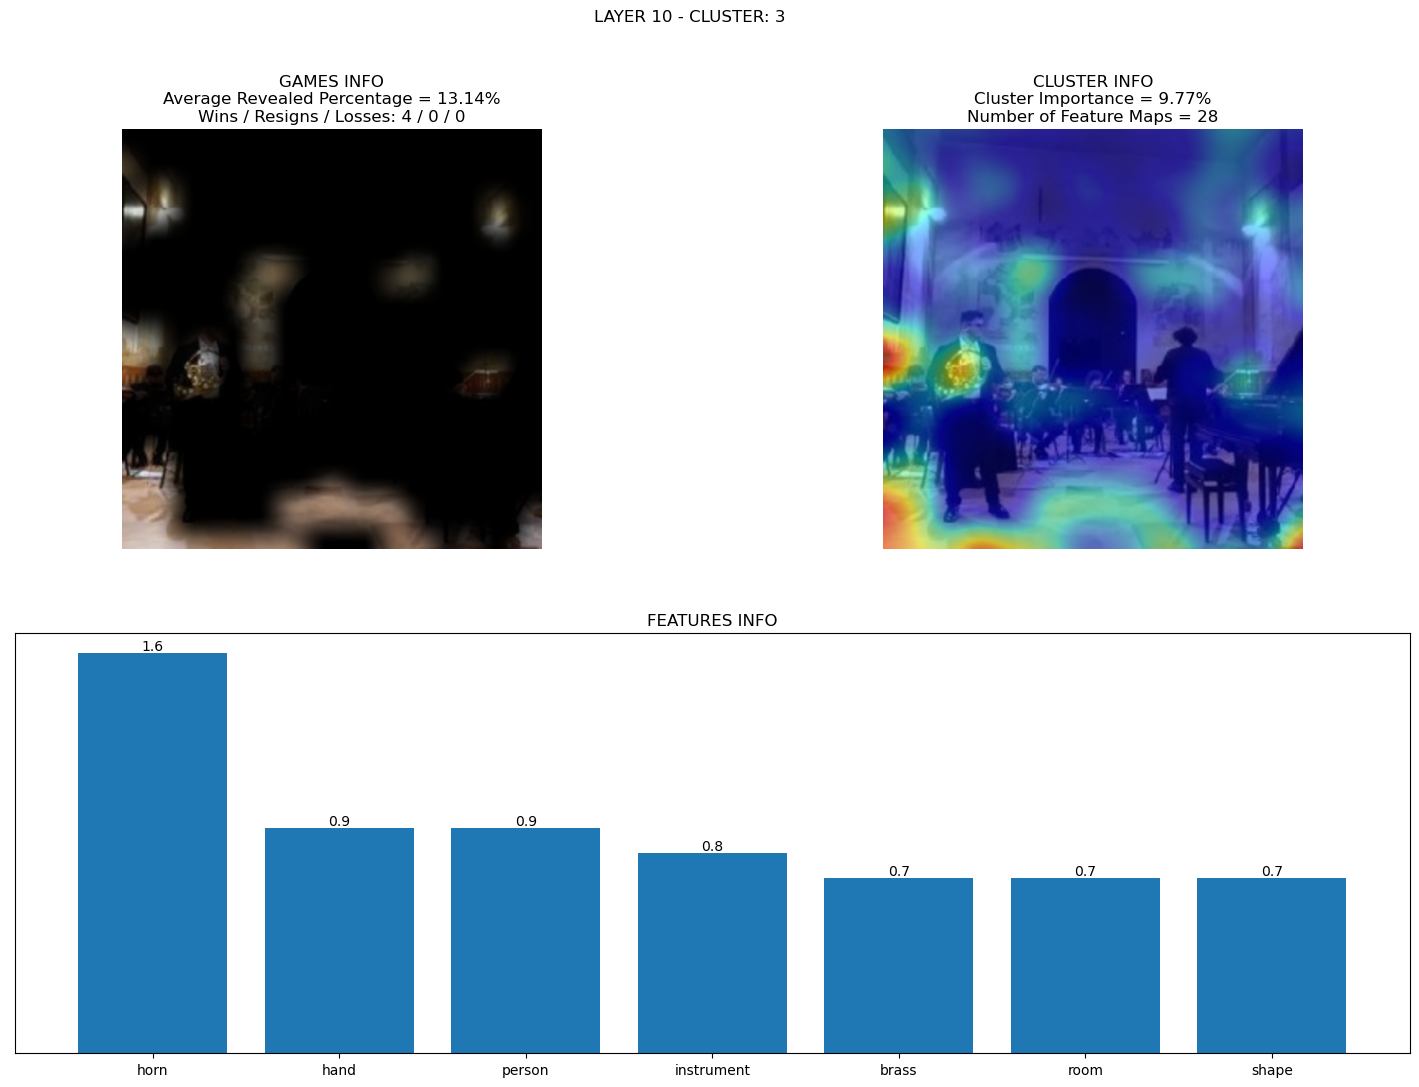 LAYER 10 - CLUSTER: 3
GAMES INFO
Average Revealed Percentage = 13.14%
Wins / Resigns / Losses: 4 / 0 / 0
CLUSTER INFO
Cluster Importance = 9.77%
Number of Feature Maps = 28
FEATURES INFO
1.6
0.9
0.9
0.8
0.7
0.7
0.7
horn
hand
person
instrument
brass
room
shape